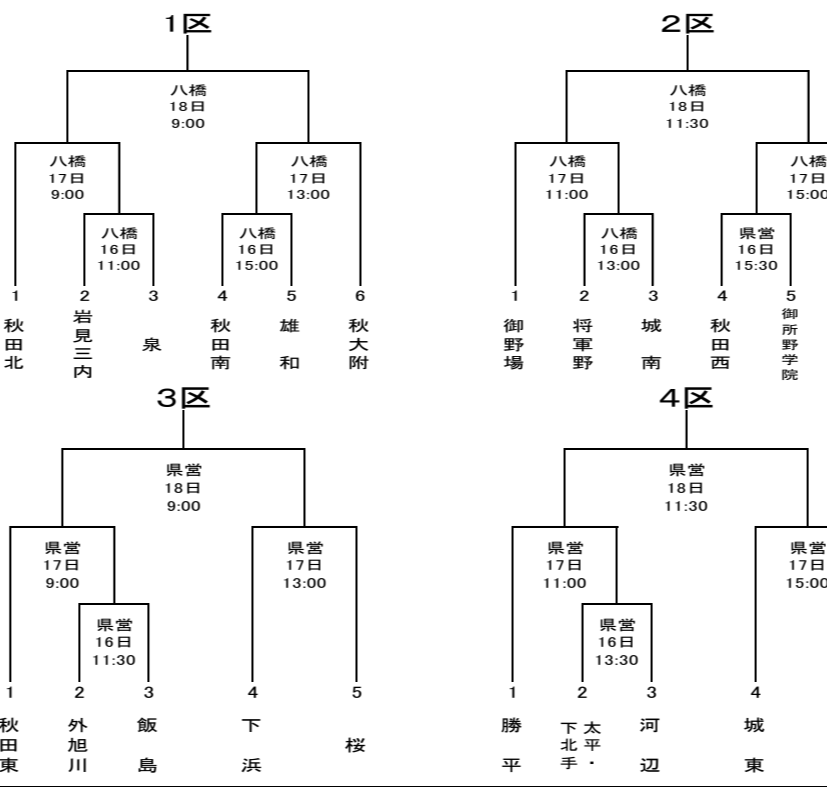 1区
八橋
18日
9:00
八橋
17日
9:00
八橋
17日
13:00
八橋
16日
11:00
八橋
16日
15:00
1
2
3
4
5
6
秋田北
岩見三内
泉
秋田南
雄和
秋大附
2区
八橋
18日
11:30
八橋
17日
11:00
八橋
17日
15:00
八橋
16日
13:00
県営
16日
15:30
1
2
3
4
5
御野場
将軍野
城南
秋田西
御所野学院
3区
県営
18日
9:00
県営
17日
9:00
県営
17日
13:00
県営
16日
11:30
1
2
3
4
5
秋田東
外旭川
飯島
下浜
桜
4区
県営
18日
11:30
県営
17日
11:00
県営
17日
15:00
県営
16日
13:30
1
2
3
4
勝平
太平・
下北手
河辺
城東